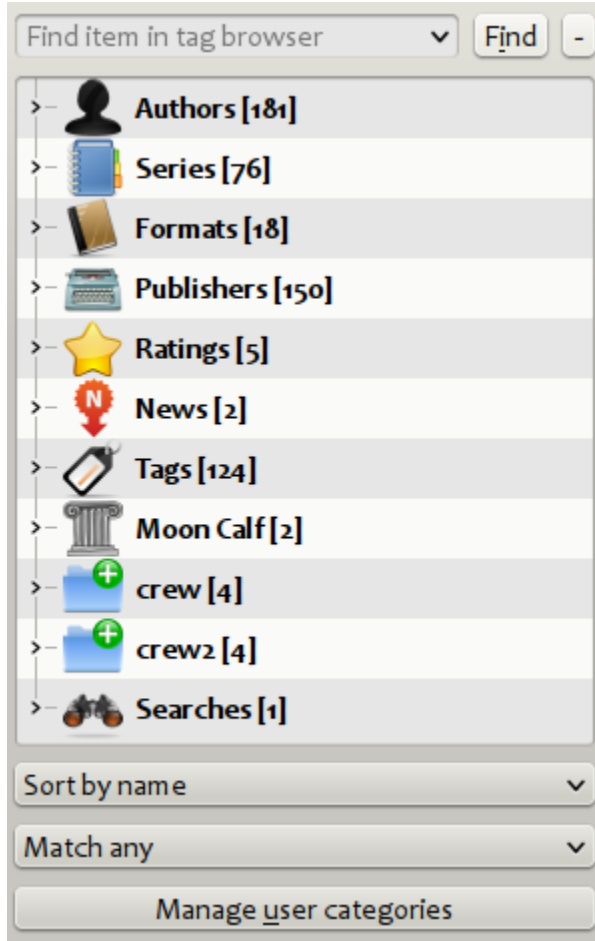 Find item in tag browser Find -
Authors [181]
Series [76]
Formats [18]
Publishers [150]
Ratings [5]
N
News [2]
Tags [124]
Moon Calf [2]
crew [4]
crew2 [4]
Searches [1]
Sort by name
Match any
Manage user categories